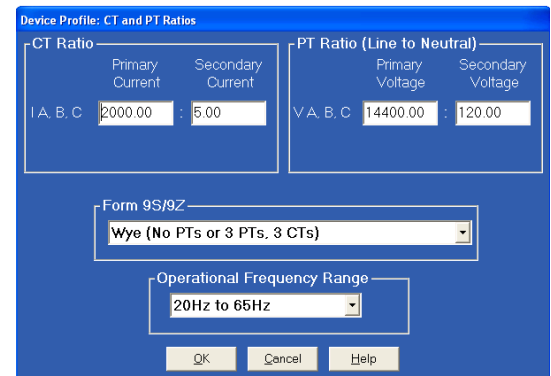 Device Profile: CT and PT Ratios
CT Ratio
Primary Current
Secondary Current
I A, B, C 2000.00 : 5.00
PT Ratio (Line to Neutral)
Primary Voltage
Secondary Voltage
V A, B, C 14400.00 : 120.00
Form 9S/9Z
Wye (No PTs or 3 PTs, 3 CTs)
Operational Frequency Range
20Hz to 65Hz
OK Cancel Help